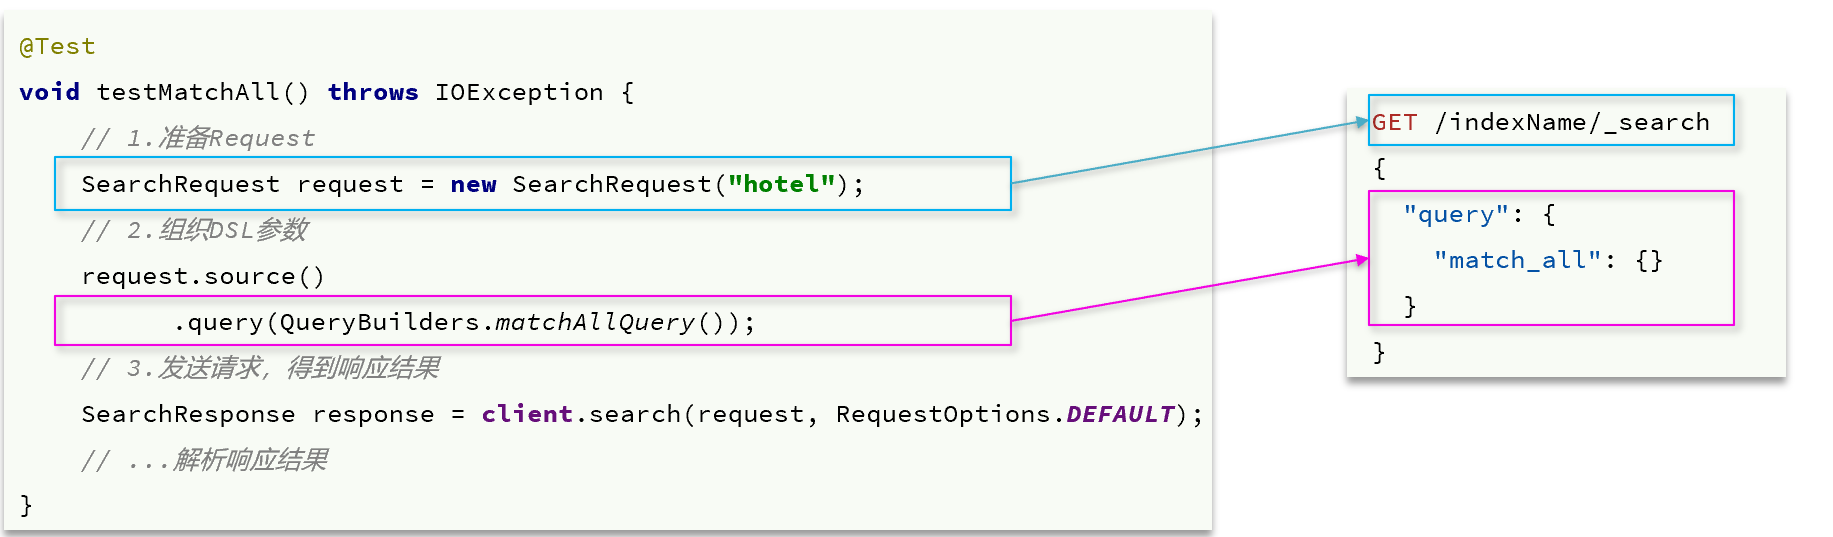 @Test
void testMatchAll() throws IOException {
    // 1.准备Request
    SearchRequest request = new SearchRequest("hotel");
    // 2.组织DSL参数
    request.source()
          .query(QueryBuilders.matchAllQuery());
    // 3.发送请求，得到响应结果
    SearchResponse response = client.search(request, RequestOptions.DEFAULT);
    // ...解析响应结果
}
GET /indexName/_search
{
  "query": {
    "match_all": {}
  }
}